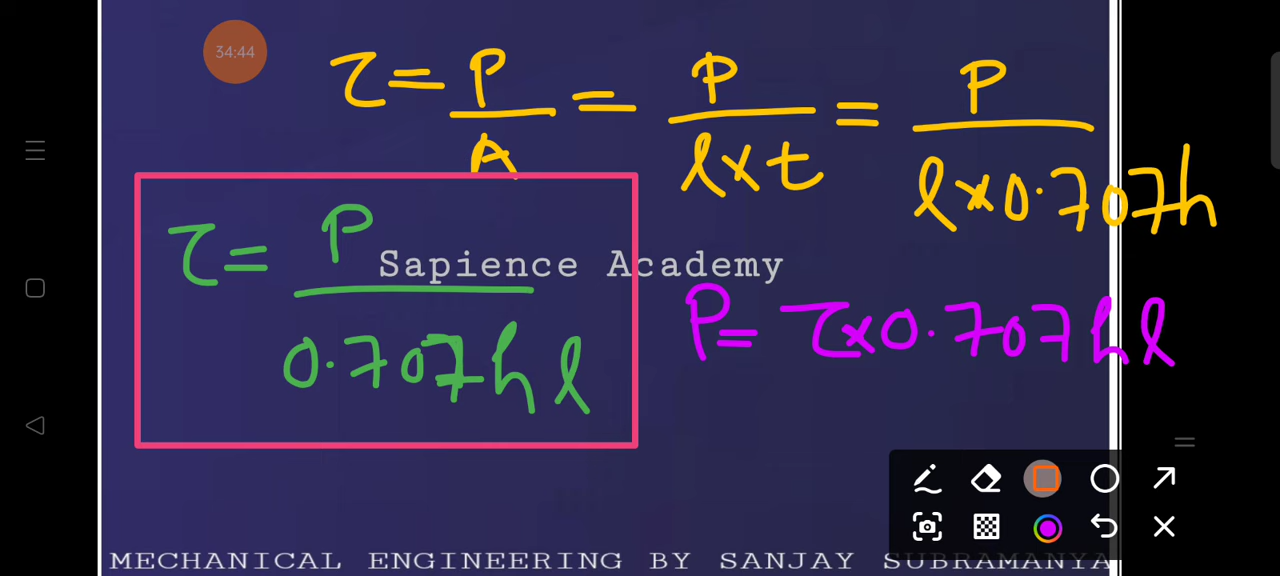 34:44
τ = P/A = P/(l×t) = P/(l×0.707h)
τ = P/(0.707hl)
Sapience Academy
P = τ×0.707hl
MECHANICAL ENGINEERING BY SANJAY SUBRAMANYA